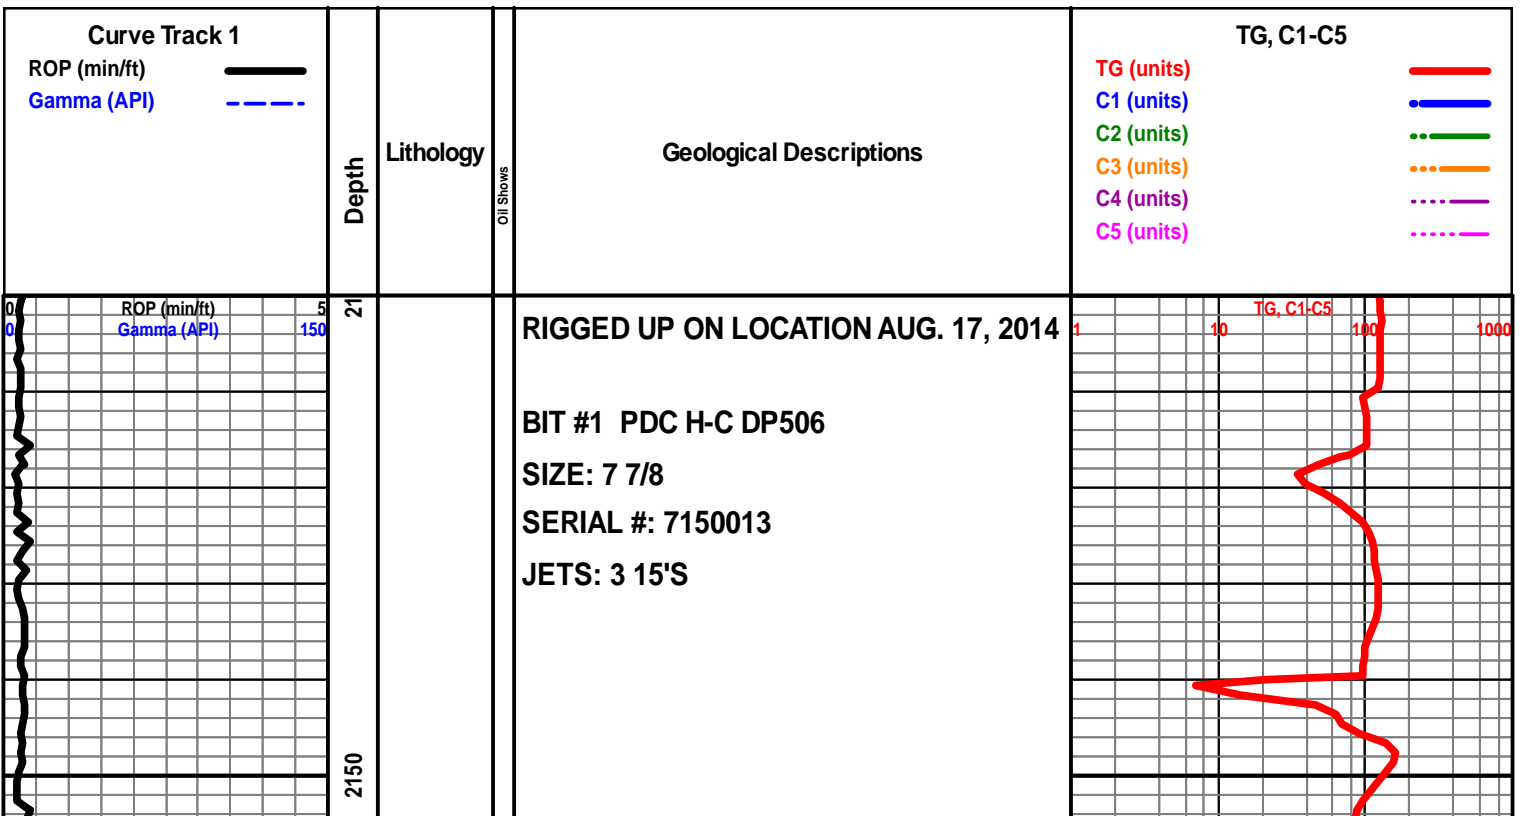 Curve Track 1
ROP (min/ft)
Gamma (API)
Depth
Lithology
Oil Shows
Geological Descriptions
TG, C1-C5
TG (units)
C1 (units)
C2 (units)
C3 (units)
C4 (units)
C5 (units)
0 ROP (min/ft) 5
0 Gamma (API) 150
21
2150
RIGGED UP ON LOCATION AUG. 17, 2014
BIT #1 PDC H-C DP506
SIZE: 7 7/8
SERIAL #: 7150013
JETS: 3 15'S
TG, C1-C5
1 10 100 1000